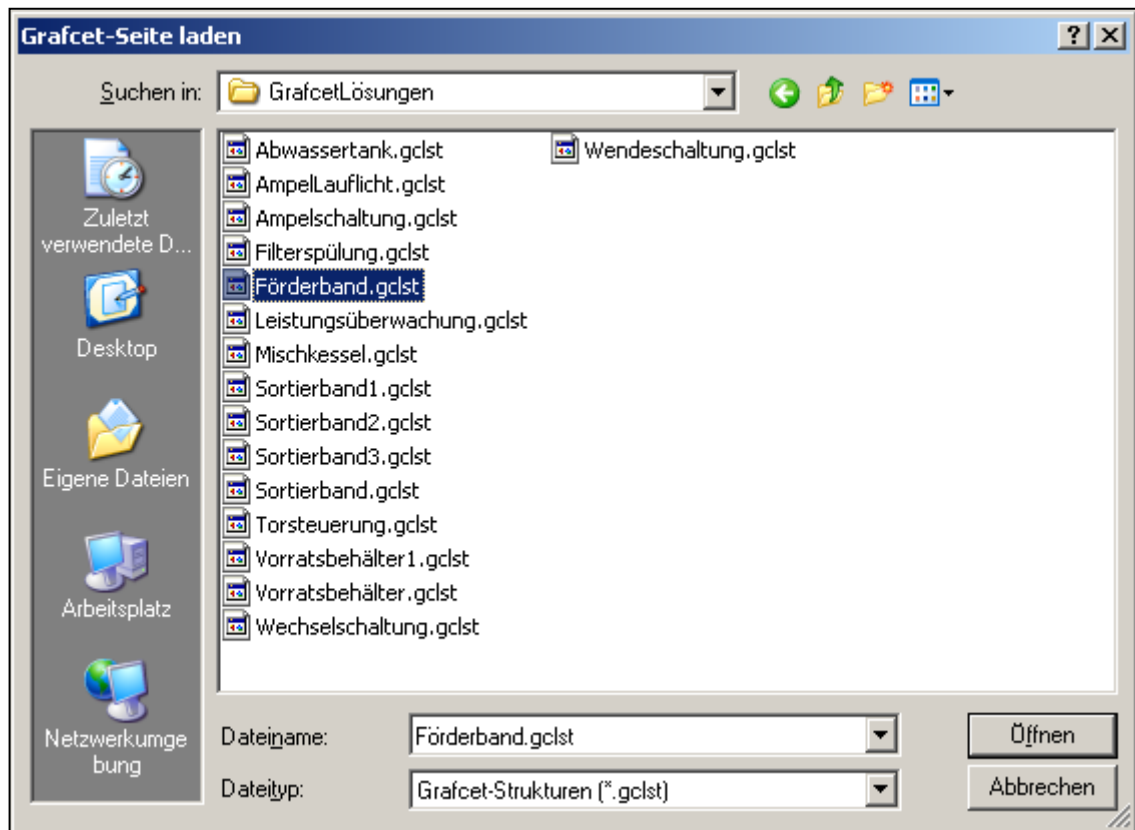 Grafcet-Seite laden
Suchen in:
GrafcetLösungen
Zuletzt
verwendete D...
Desktop
Eigene Dateien
Arbeitsplatz
Netzwerkumge
bung
Abwassertank.gclst
AmpelLauflicht.gclst
Ampelschaltung.gclst
Filterspülung.gclst
Förderband.gclst
Leistungsüberwachung.gclst
Mischkessel.gclst
Sortierband1.gclst
Sortierband2.gclst
Sortierband3.gclst
Sortierband.gclst
Torsteuerung.gclst
Vorratsbehälter1.gclst
Vorratsbehälter.gclst
Wechselschaltung.gclst
Wendeschaltung.gclst
Dateiname:
Förderband.gclst
Öffnen
Dateityp:
Grafcet-Strukturen (*.gclst)
Abbrechen